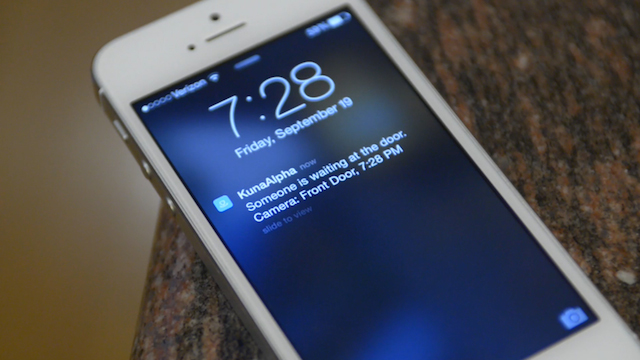 Verizon
7:28
Friday, September 19
KunaAlpha now
Someone is waiting at the door.
Camera: Front Door, 7:28 PM
slide to view